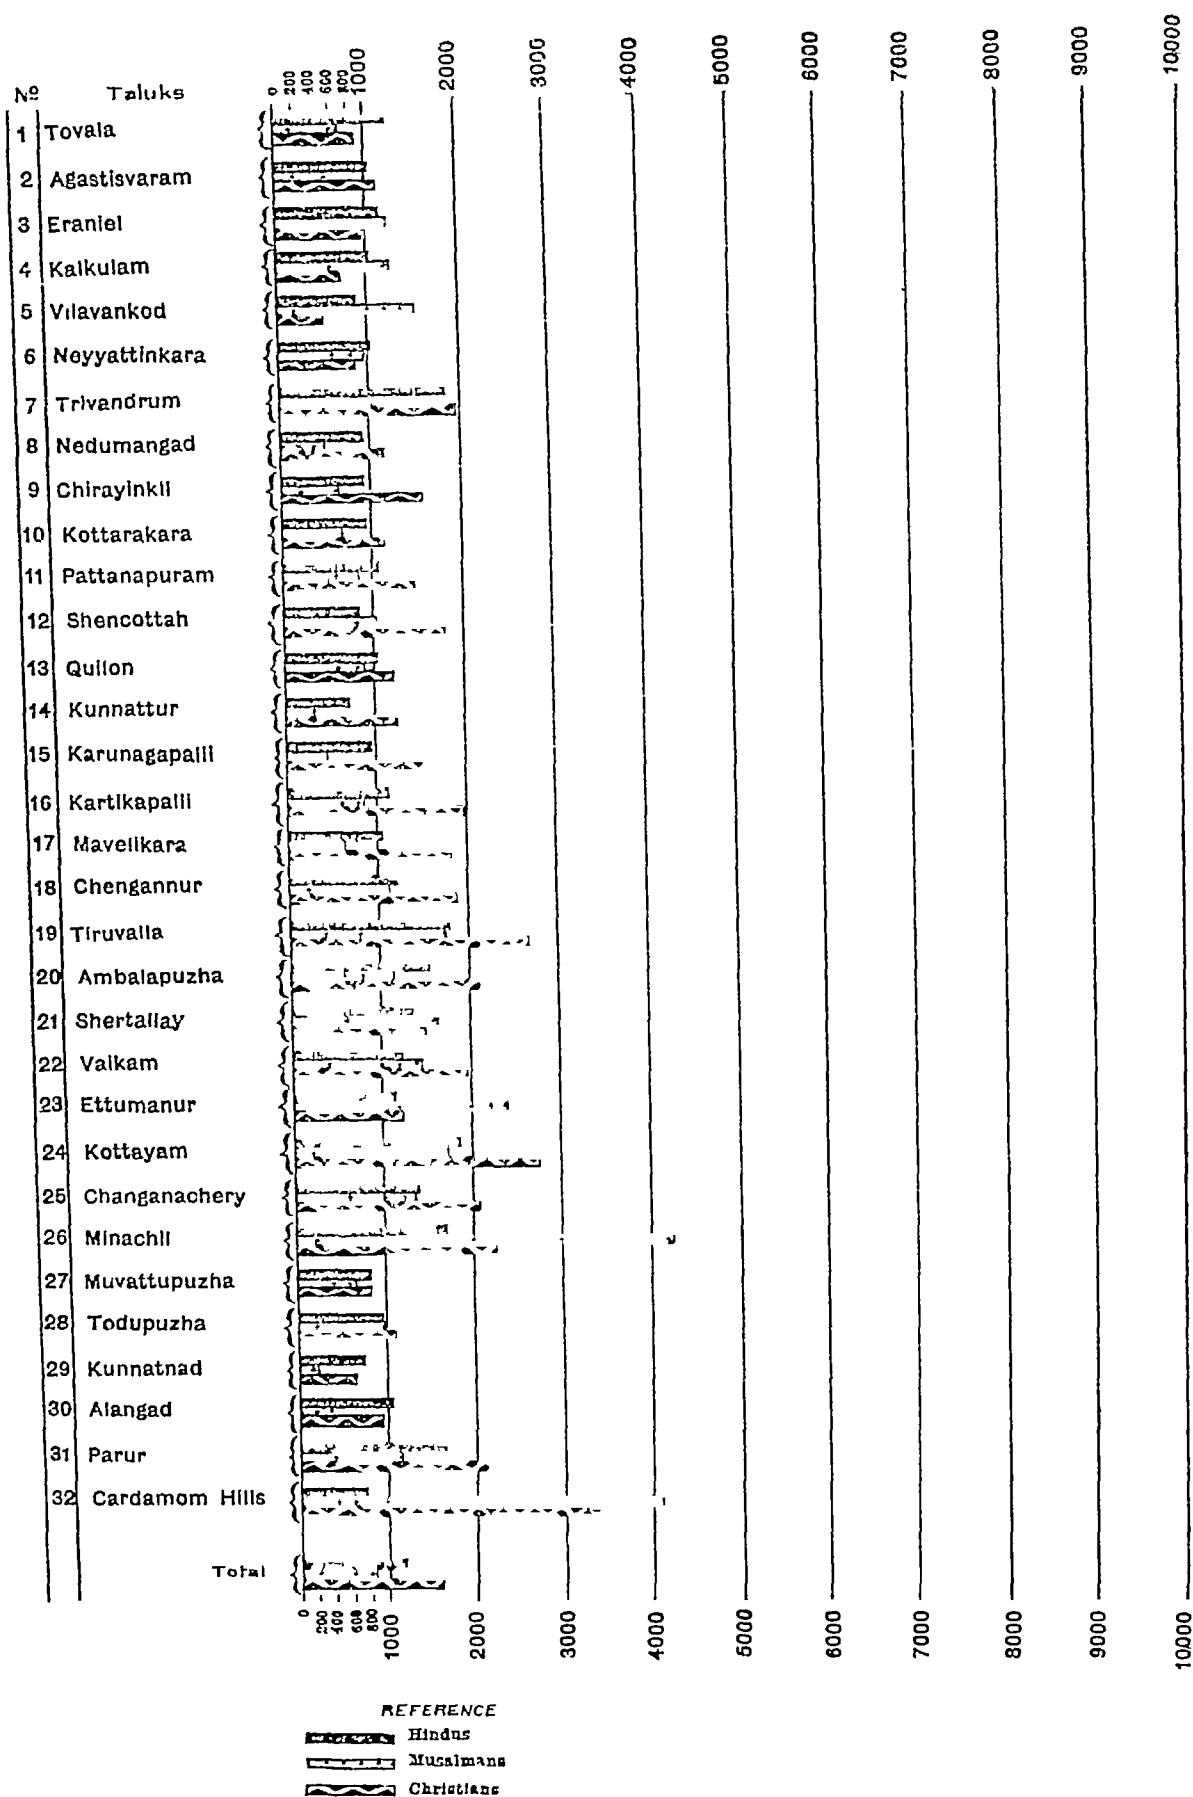 0 200 400 600 800 1000 2000 3000 4000 5000 6000 7000 8000 9000 10000
Nº Taluks
1 Tovala
2 Agastisvaram
3 Eraniel
4 Kalkulam
5 Vilavankod
6 Neyyattinkara
7 Trivandrum
8 Nedumangad
9 Chirayinkil
10 Kottarakara
11 Pattanapuram
12 Shencottah
13 Quilon
14 Kunnattur
15 Karunagapalli
16 Kartikapalli
17 Mavelikara
18 Chengannur
19 Tiruvalla
20 Ambalapuzha
21 Shertallay
22 Vaikam
23 Ettumanur
24 Kottayam
25 Changanachery
26 Minachil
27 Muvattupuzha
28 Todupuzha
29 Kunnatnad
30 Alangad
31 Parur
32 Cardamom Hills
Total
0 200 400 600 800 1000 2000 3000 4000 5000 6000 7000 8000 9000 10000
REFERENCE
Hindus
Musalmans
Christians